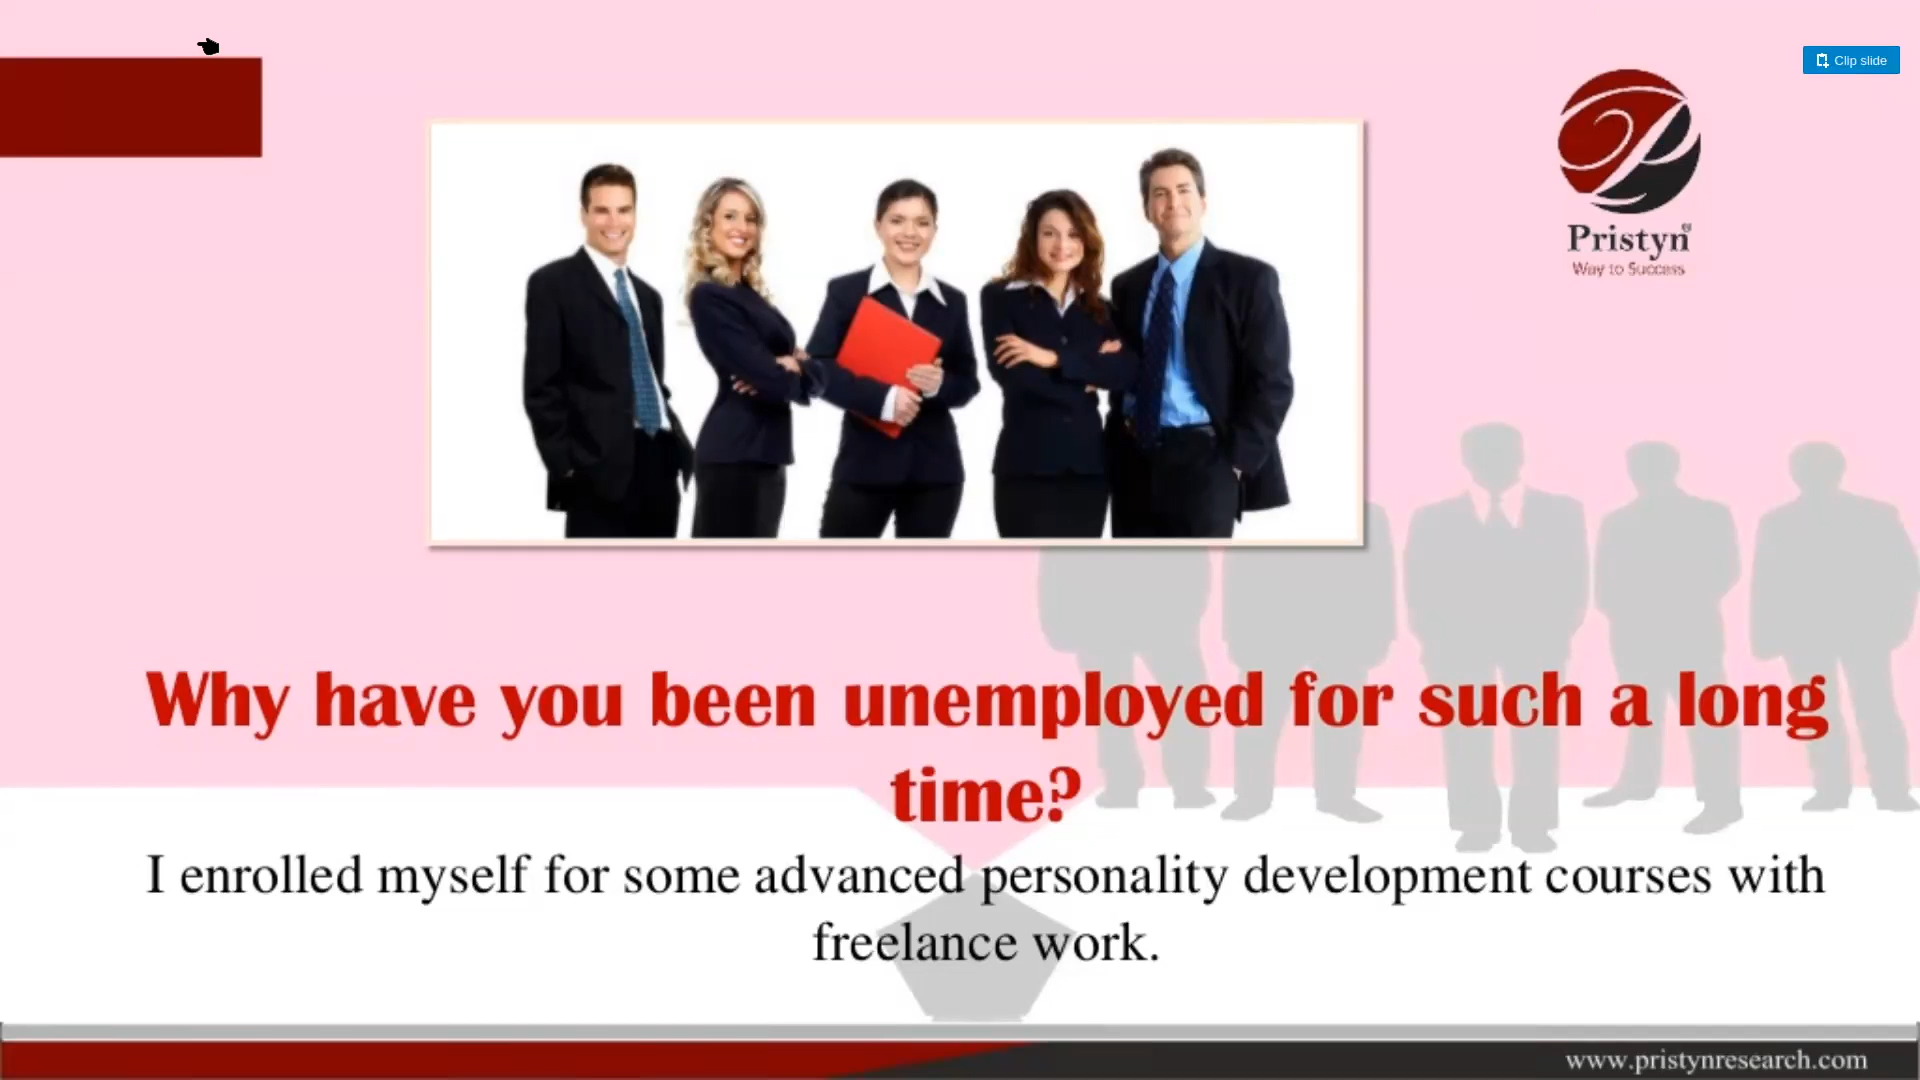 Clip slide
Pristyn
Way to Success
Why have you been unemployed for such a long
time?
I enrolled myself for some advanced personality development courses with
freelance work.
www.pristynresearch.com